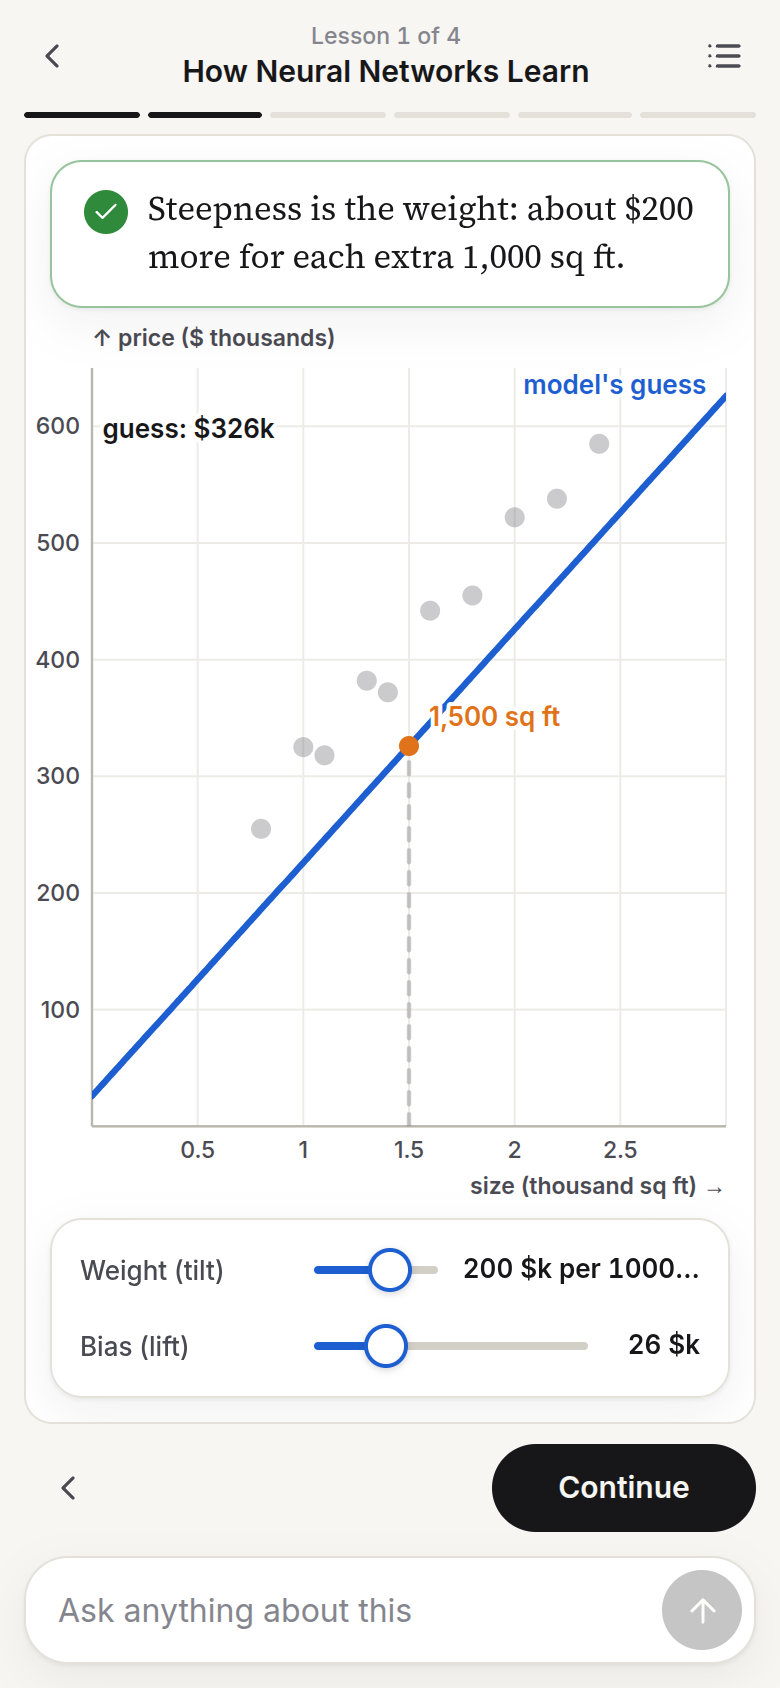 Lesson 1 of 4
How Neural Networks Learn
Steepness is the weight: about $200
more for each extra 1,000 sq ft.
↑ price ($ thousands)
model's guess
600
guess: $326k
500
400
1,500 sq ft
300
200
100
0.5 1 1.5 2 2.5
size (thousand sq ft) →
Weight (tilt) 200 $k per 1000...
Bias (lift) 26 $k
Continue
Ask anything about this